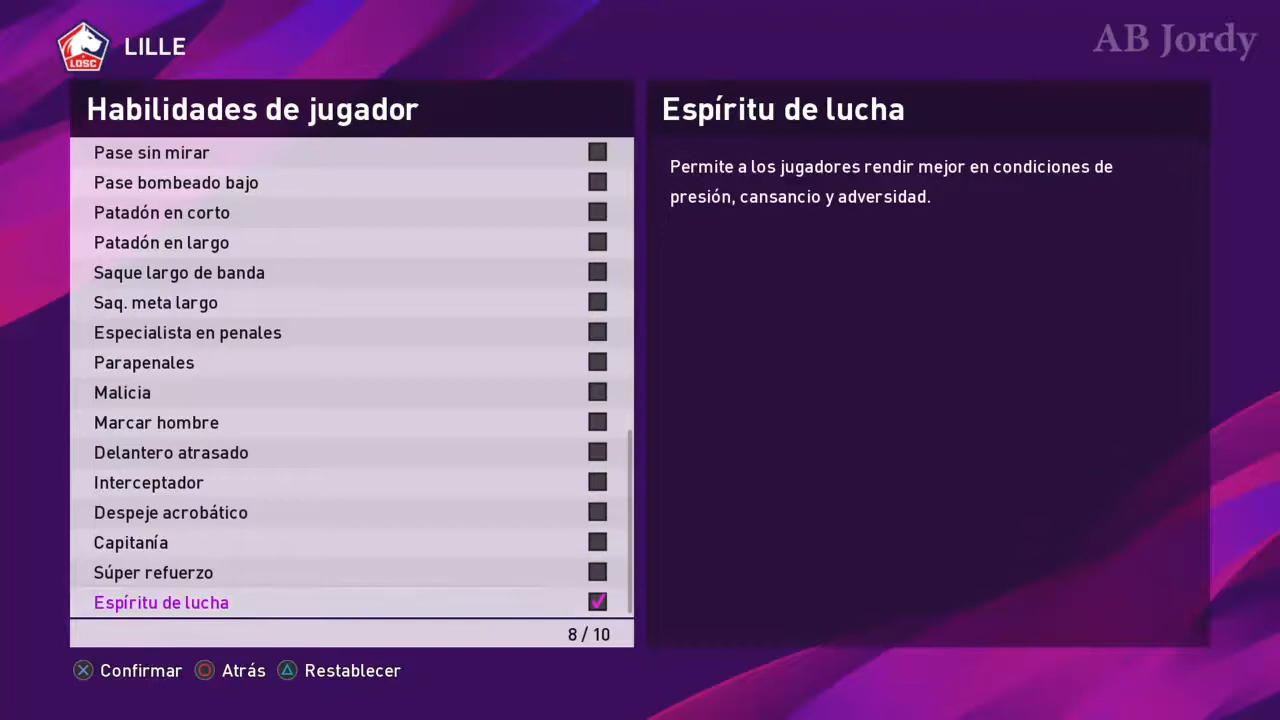 LOSC
LILLE
AB Jordy
Habilidades de jugador
Pase sin mirar
Pase bombeado bajo
Patadón en corto
Patadón en largo
Saque largo de banda
Saq. meta largo
Especialista en penales
Parapenales
Malicia
Marcar hombre
Delantero atrasado
Interceptador
Despeje acrobático
Capitanía
Súper refuerzo
Espíritu de lucha
8 / 10
Espíritu de lucha
Permite a los jugadores rendir mejor en condiciones de
presión, cansancio y adversidad.
Confirmar Atrás Restablecer